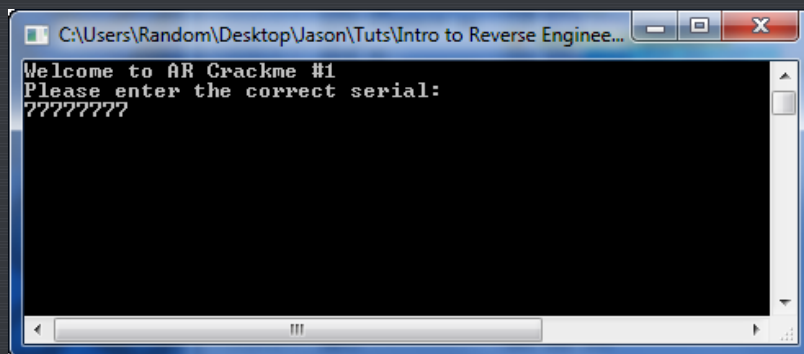 C:\Users\Random\Desktop\Jason\Tuts\Intro to Reverse Enginee...
Welcome to AR Crackme #1
Please enter the correct serial:
77777777